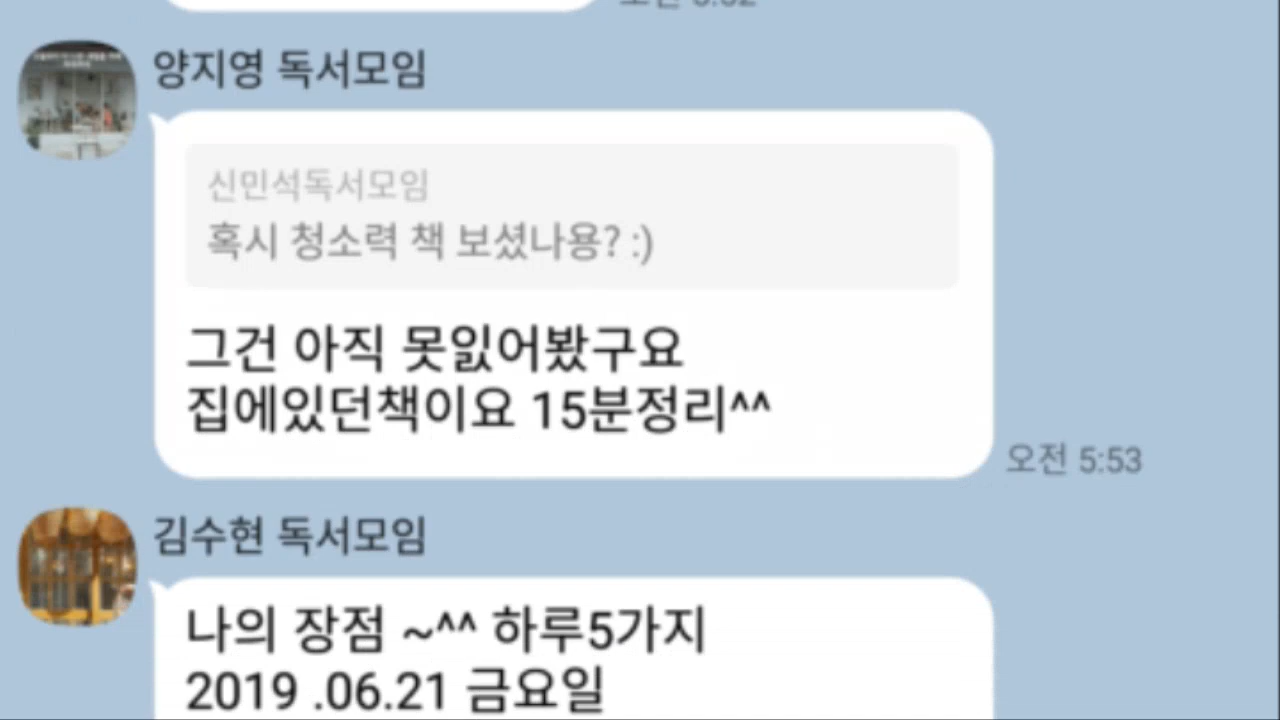 양지영 독서모임
신민석독서모임
혹시 청소력 책 보셨나용? :)
그건 아직 못잀어봤구요
집에있던책이요 15분정리^^
오전 5:53
김수현 독서모임
나의 장점 ~^^ 하루5가지
2019 .06.21 금요일